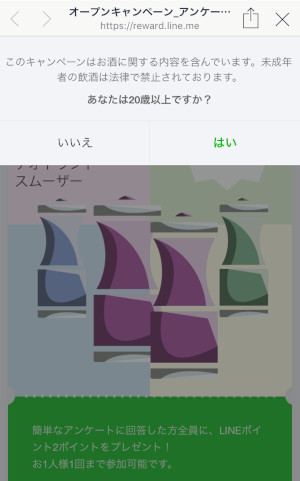 オープンキャンペーン_アンケー…
https://reward.line.me
このキャンペーンはお酒に関する内容を含んでいます。未成年
者の飲酒は法律で禁止されております。
あなたは20歳以上ですか？
いいえ
はい
スムーザー
簡単なアンケートに回答した方全員に、LINEポイ
ント2ポイントをプレゼント！
お1人様1回まで参加可能です。